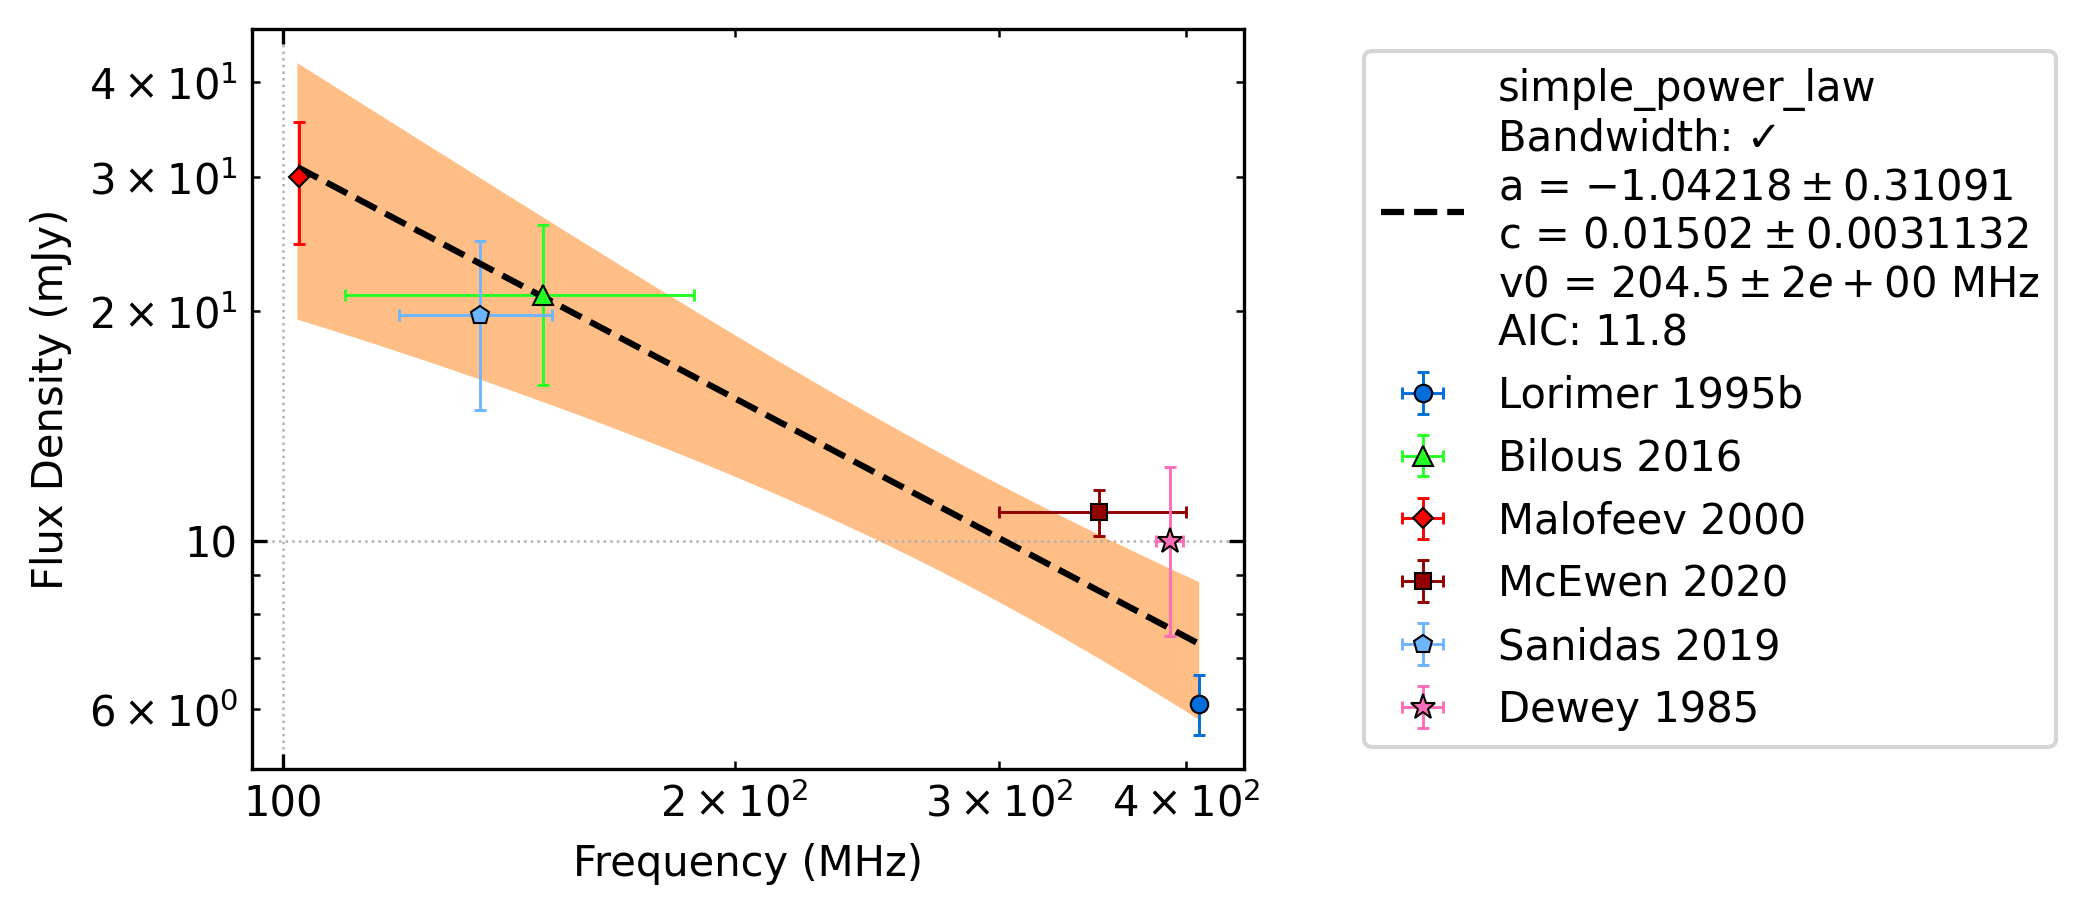 4×10¹
3×10¹
2×10¹
10
6×10⁰
Flux Density (mJy)
100
2×10²
3×10²
4×10²
Frequency (MHz)
simple_power_law
Bandwidth: ✓
a = −1.04218 ± 0.31091
c = 0.01502 ± 0.0031132
v0 = 204.5 ± 2e + 00 MHz
AIC: 11.8
Lorimer 1995b
Bilous 2016
Malofeev 2000
McEwen 2020
Sanidas 2019
Dewey 1985